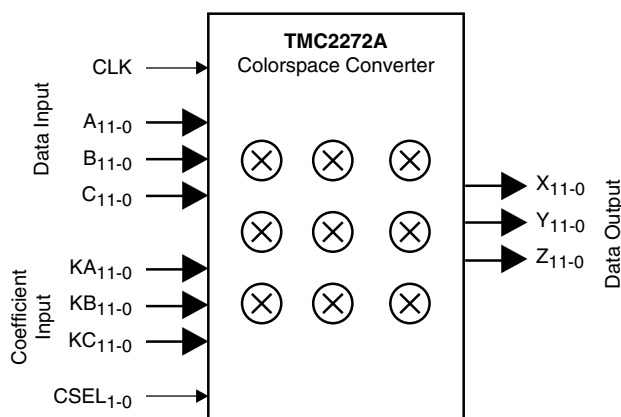 TMC2272A
Colorspace Converter
CLK
Data Input
A11-0
B11-0
C11-0
Coefficient
Input
KA11-0
KB11-0
KC11-0
CSEL1-0
X11-0
Y11-0
Z11-0
Data Output